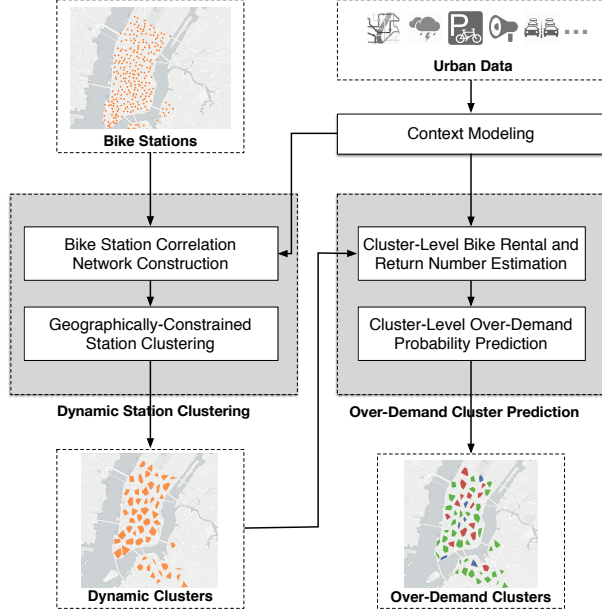 P
Urban Data
Bike Stations
Context Modeling
Bike Station Correlation
Network Construction
Geographically-Constrained
Station Clustering
Dynamic Station Clustering
Cluster-Level Bike Rental and
Return Number Estimation
Cluster-Level Over-Demand
Probability Prediction
Over-Demand Cluster Prediction
Dynamic Clusters
Over-Demand Clusters